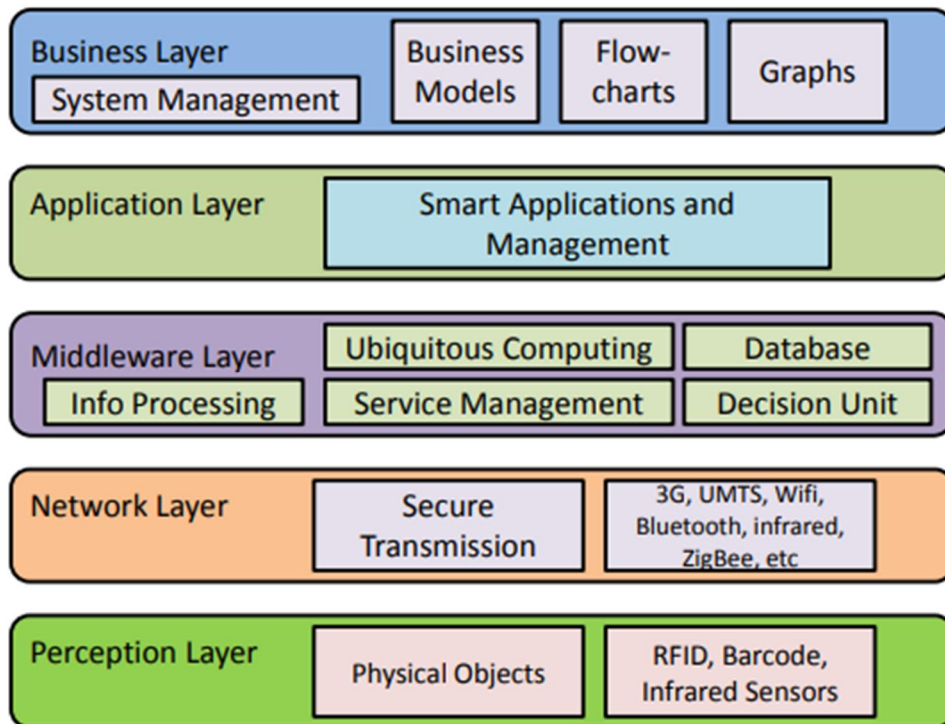 Business Layer
System Management
Business
Models
Flow-
charts
Graphs
Application Layer
Smart Applications and
Management
Middleware Layer
Ubiquitous Computing
Database
Info Processing
Service Management
Decision Unit
Network Layer
Secure
Transmission
3G, UMTS, Wifi,
Bluetooth, infrared,
ZigBee, etc
Perception Layer
Physical Objects
RFID, Barcode,
Infrared Sensors